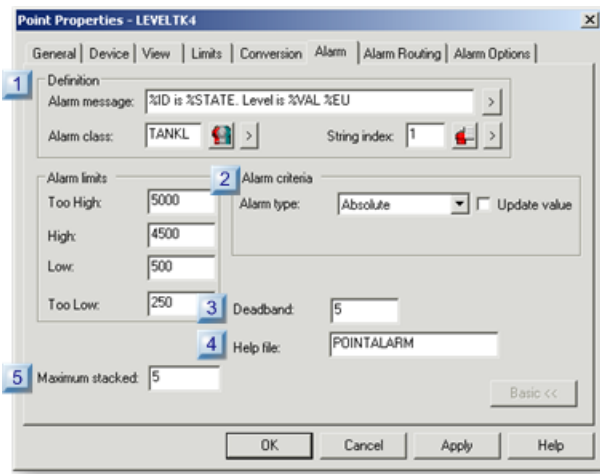 Point Properties - LEVELTK4
General Device View Limits Conversion Alarm Alarm Routing Alarm Options
1 Definition
Alarm message: %ID is %STATE. Level is %VAL %EU >
Alarm class: TANKL > String index: 1 >
Alarm limits
Too High: 5000
High: 4500
Low: 500
Too Low: 250
2 Alarm criteria
Alarm type: Absolute Update value
3 Deadband: 5
4 Help file: POINTALARM
5 Maximum stacked: 5
Basic <<
OK Cancel Apply Help